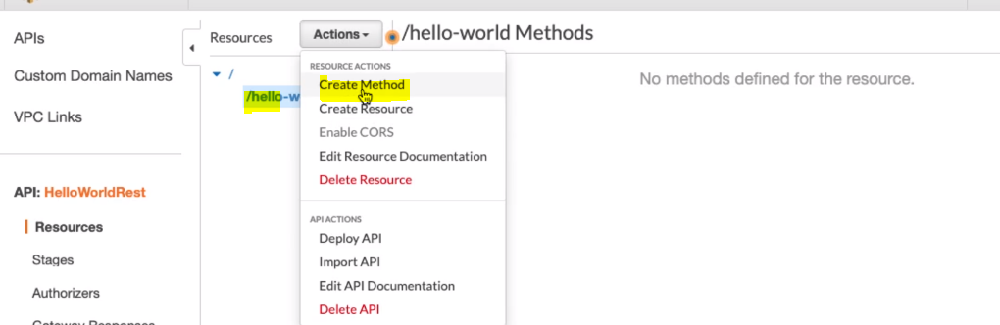 APIs
Custom Domain Names
VPC Links
API: HelloWorldRest
Resources
Stages
Authorizers
Gateway Responses
Resources
Actions
/hello-world Methods
/
/hello-w
RESOURCE ACTIONS
Create Method
Create Resource
Enable CORS
Edit Resource Documentation
Delete Resource
API ACTIONS
Deploy API
Import API
Edit API Documentation
Delete API
No methods defined for the resource.